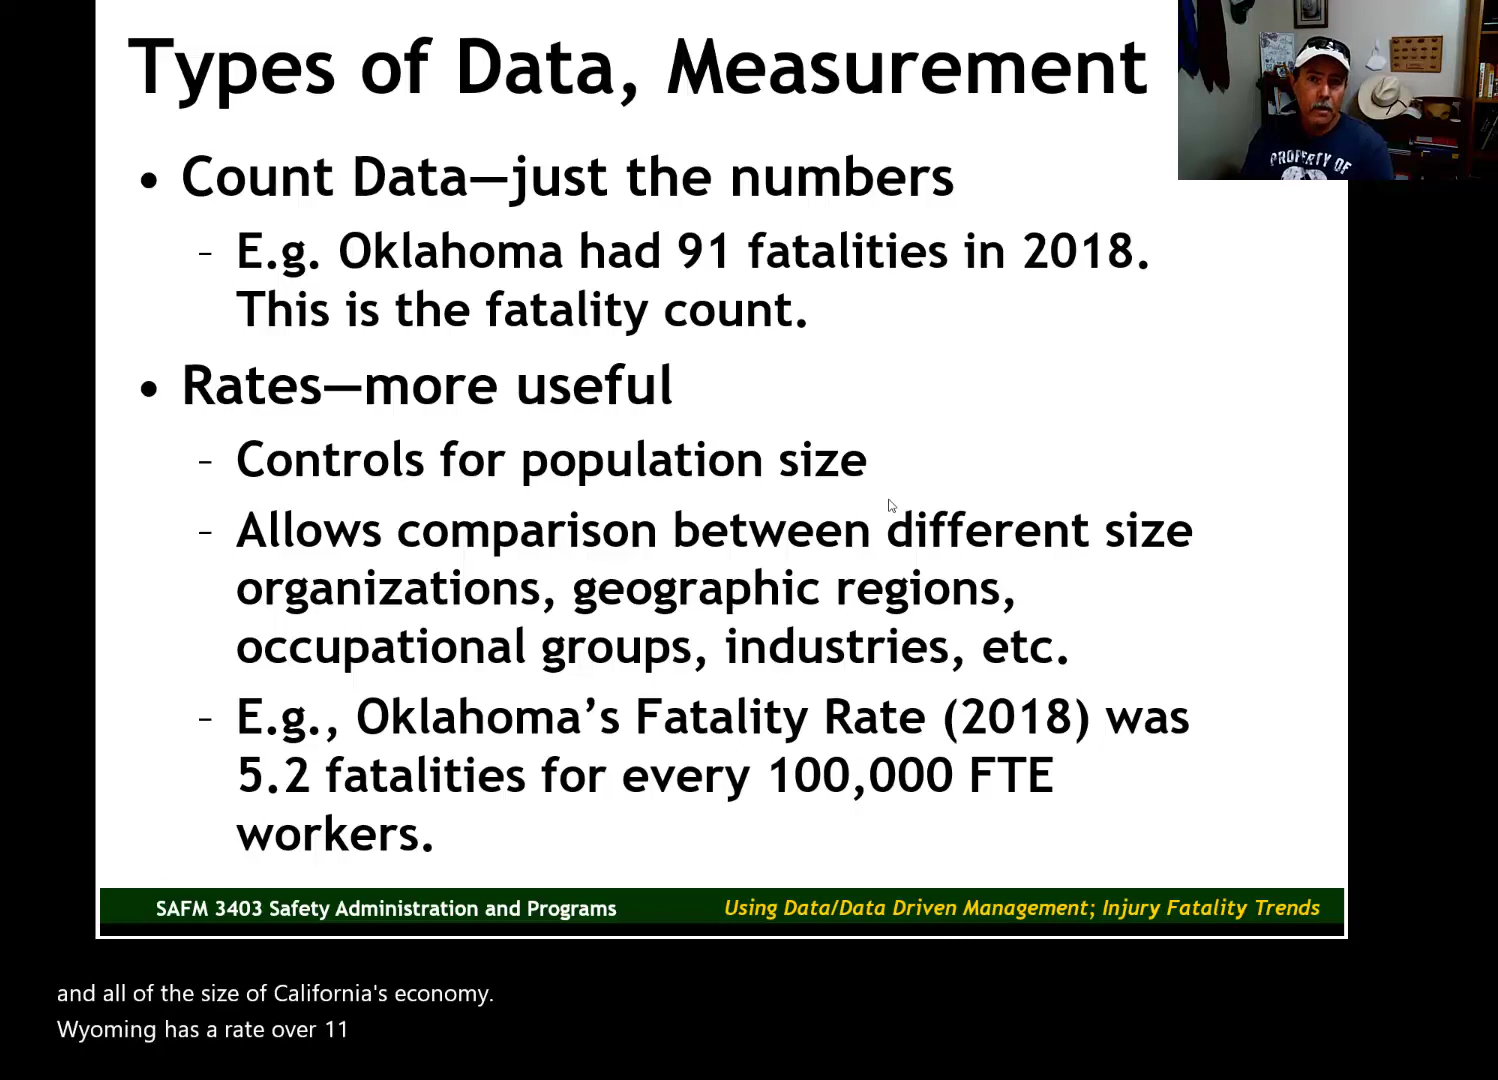 Types of Data, Measurement
PROPERTY OF
• Count Data—just the numbers
– E.g. Oklahoma had 91 fatalities in 2018.
This is the fatality count.
• Rates—more useful
– Controls for population size
– Allows comparison between different size
organizations, geographic regions,
occupational groups, industries, etc.
– E.g., Oklahoma’s Fatality Rate (2018) was
5.2 fatalities for every 100,000 FTE
workers.
SAFM 3403 Safety Administration and Programs
Using Data/Data Driven Management; Injury Fatality Trends
and all of the size of California's economy.
Wyoming has a rate over 11